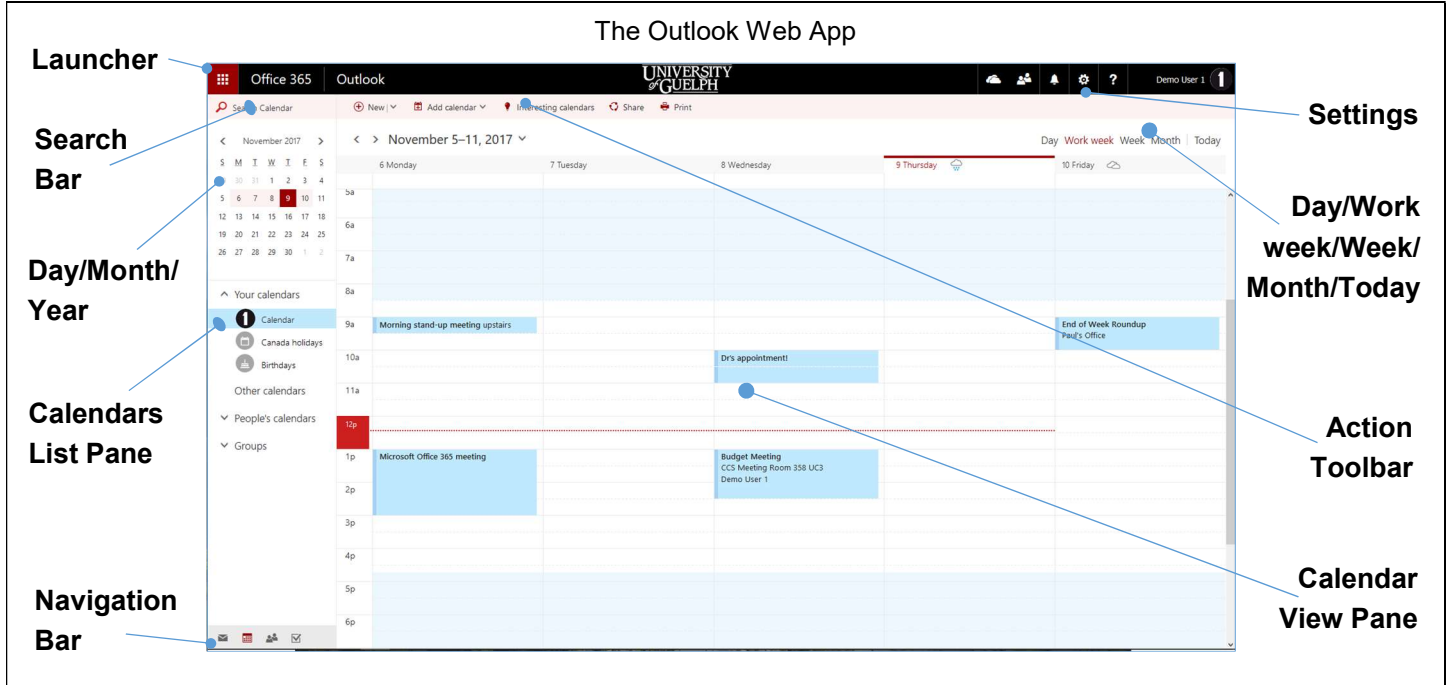 The Outlook Web App
Launcher
Search
Bar
Day/Month/
Year
Calendars
List Pane
Navigation
Bar
Settings
Day/Work
week/Week/
Month/Today
Action
Toolbar
Calendar
View Pane
Office 365 Outlook UNIVERSITY OF GUELPH ? Demo User 1 1
Search Calendar New Add calendar Interesting calendars Share Print
November 2017
S M T W T F S
29 30 31 1 2 3 4
5 6 7 8 9 10 11
12 13 14 15 16 17 18
19 20 21 22 23 24 25
26 27 28 29 30 1 2
Your calendars
1 Calendar
Canada holidays
Birthdays
Other calendars
People's calendars
Groups
November 5–11, 2017 Day Work week Week Month Today
6 Monday 7 Tuesday 8 Wednesday 9 Thursday 10 Friday
5a
6a
7a
8a
9a Morning stand-up meeting upstairs End of Week Roundup
Paul's Office
10a Dr's appointment!
11a
12p
1p Microsoft Office 365 meeting Budget Meeting
CCS Meeting Room 358 UC3
Demo User 1
2p
3p
4p
5p
6p